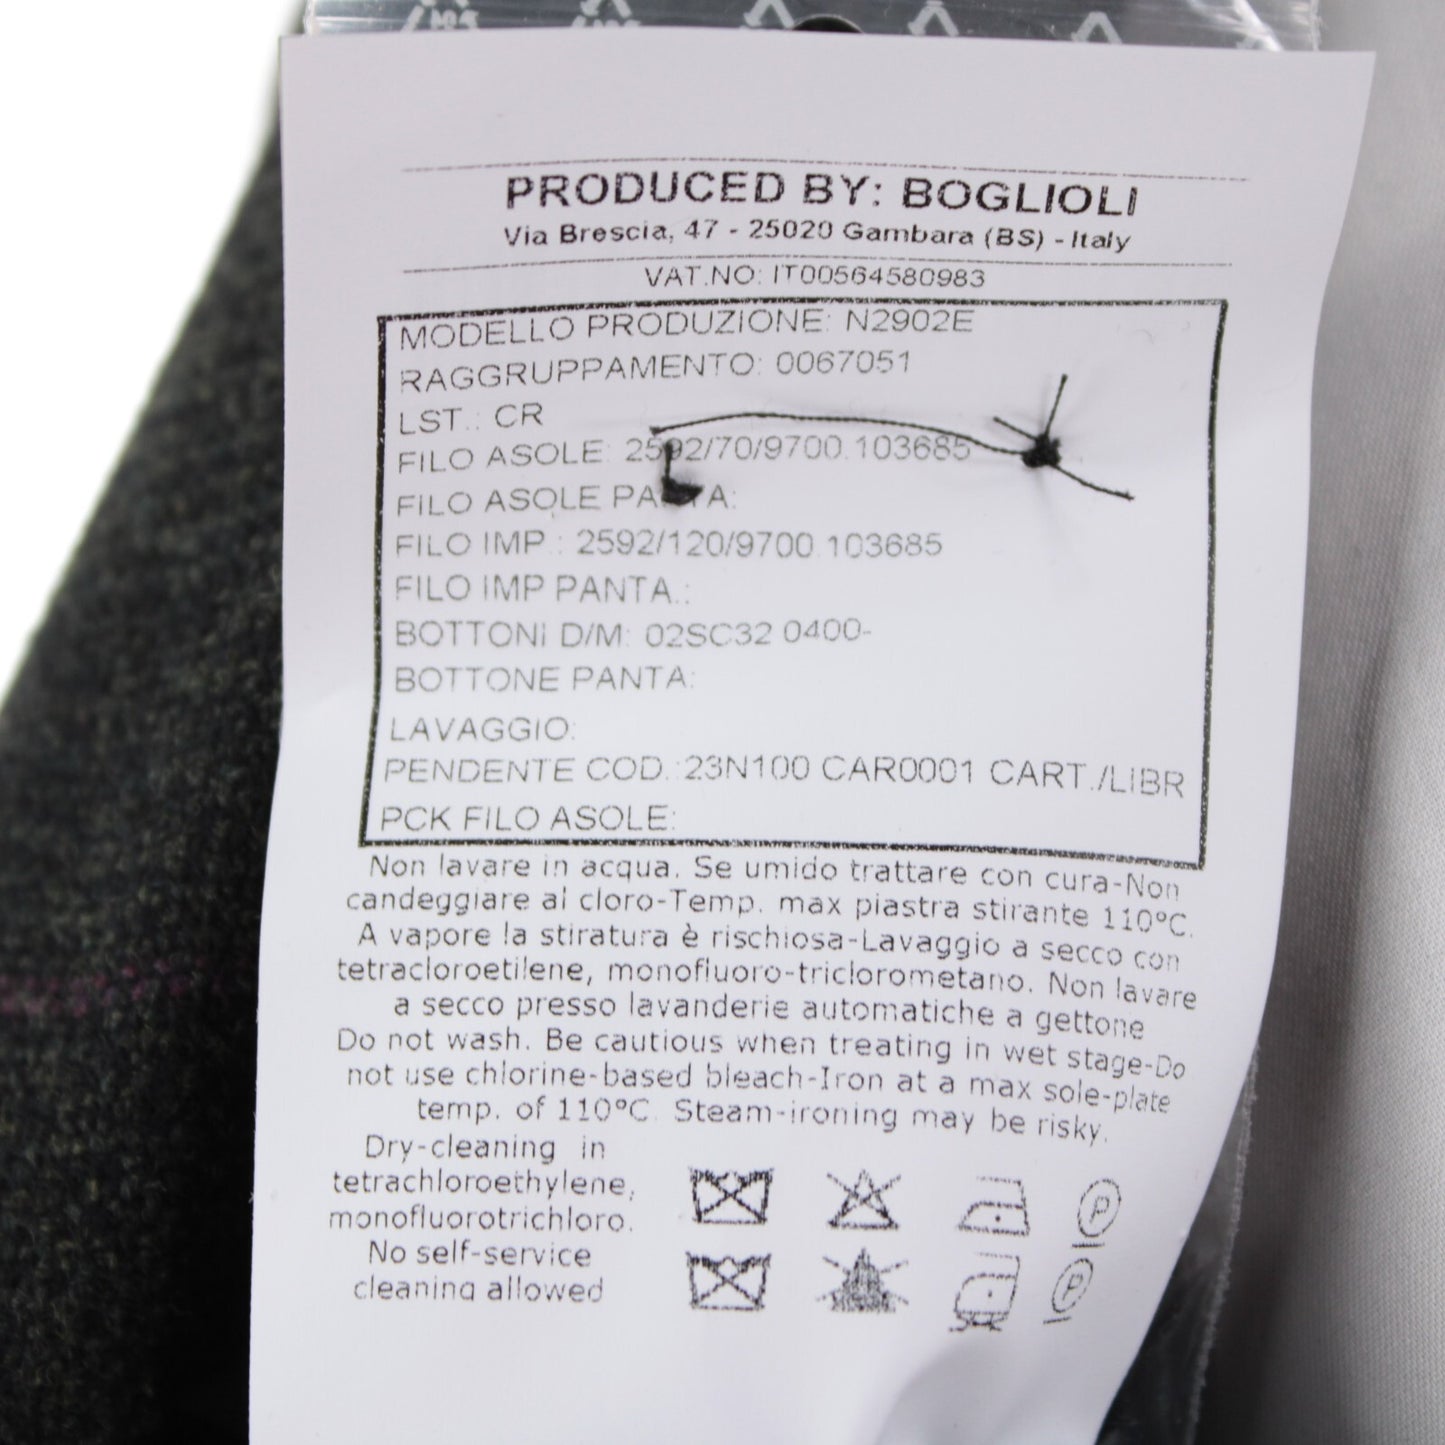 PRODUCED BY: BOGLIOLI
Via Brescia, 47 - 25020 Gambara (BS) - Italy
VAT.NO: IT00564580983
MODELLO PRODUZIONE: N2902E
RAGGRUPPAMENTO: 0067051
LST.: CR
FILO ASOLE: 2592/70/9700.103685
FILO ASOLE PANTA:
FILO IMP.: 2592/120/9700.103685
FILO IMP PANTA.:
BOTTONI D/M: 02SC32 0400-
BOTTONE PANTA:
LAVAGGIO:
PENDENTE COD.:23N100 CAR0001 CART./LIBR
PCK FILO ASOLE:
Non lavare in acqua. Se umido trattare con cura-Non
candeggiare al cloro-Temp. max piastra stirante 110°C.
A vapore la stiratura è rischiosa-Lavaggio a secco con
tetracloroetilene, monofluoro-triclorometano. Non lavare
a secco presso lavanderie automatiche a gettone
Do not wash. Be cautious when treating in wet stage-Do
not use chlorine-based bleach-Iron at a max sole-plate
temp. of 110°C. Steam-ironing may be risky.
Dry-cleaning in
tetrachloroethylene,
monofluorotrichloro.
No self-service
cleaning allowed
P
P